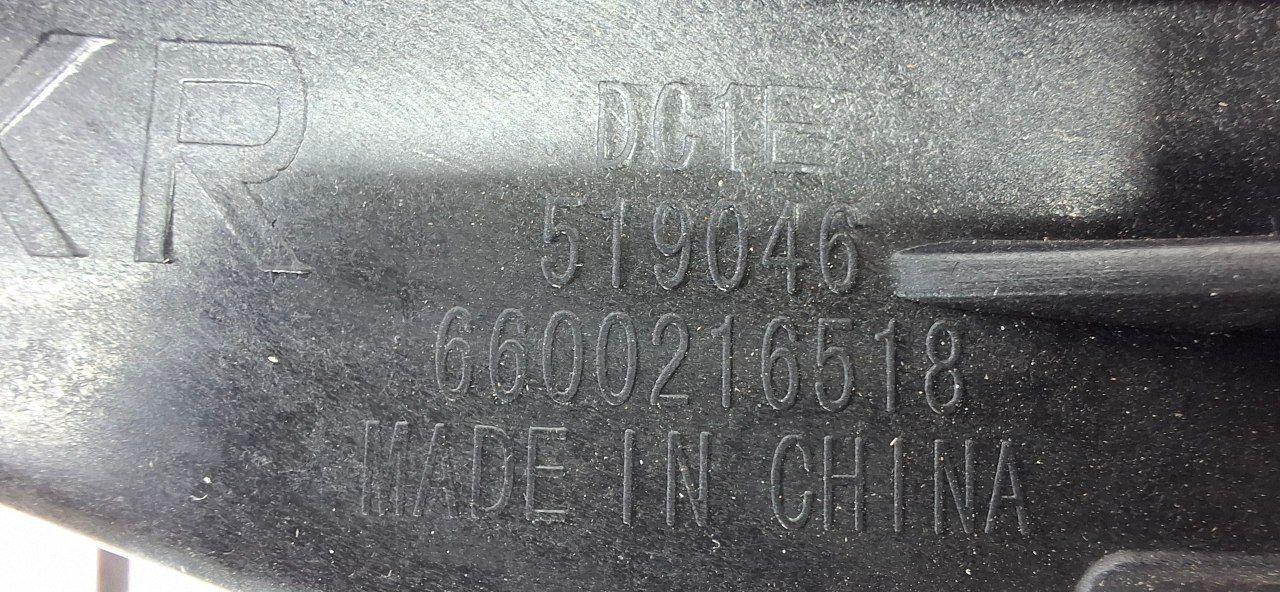 KR
DC1E
519046
6600216518
MADE IN CHINA